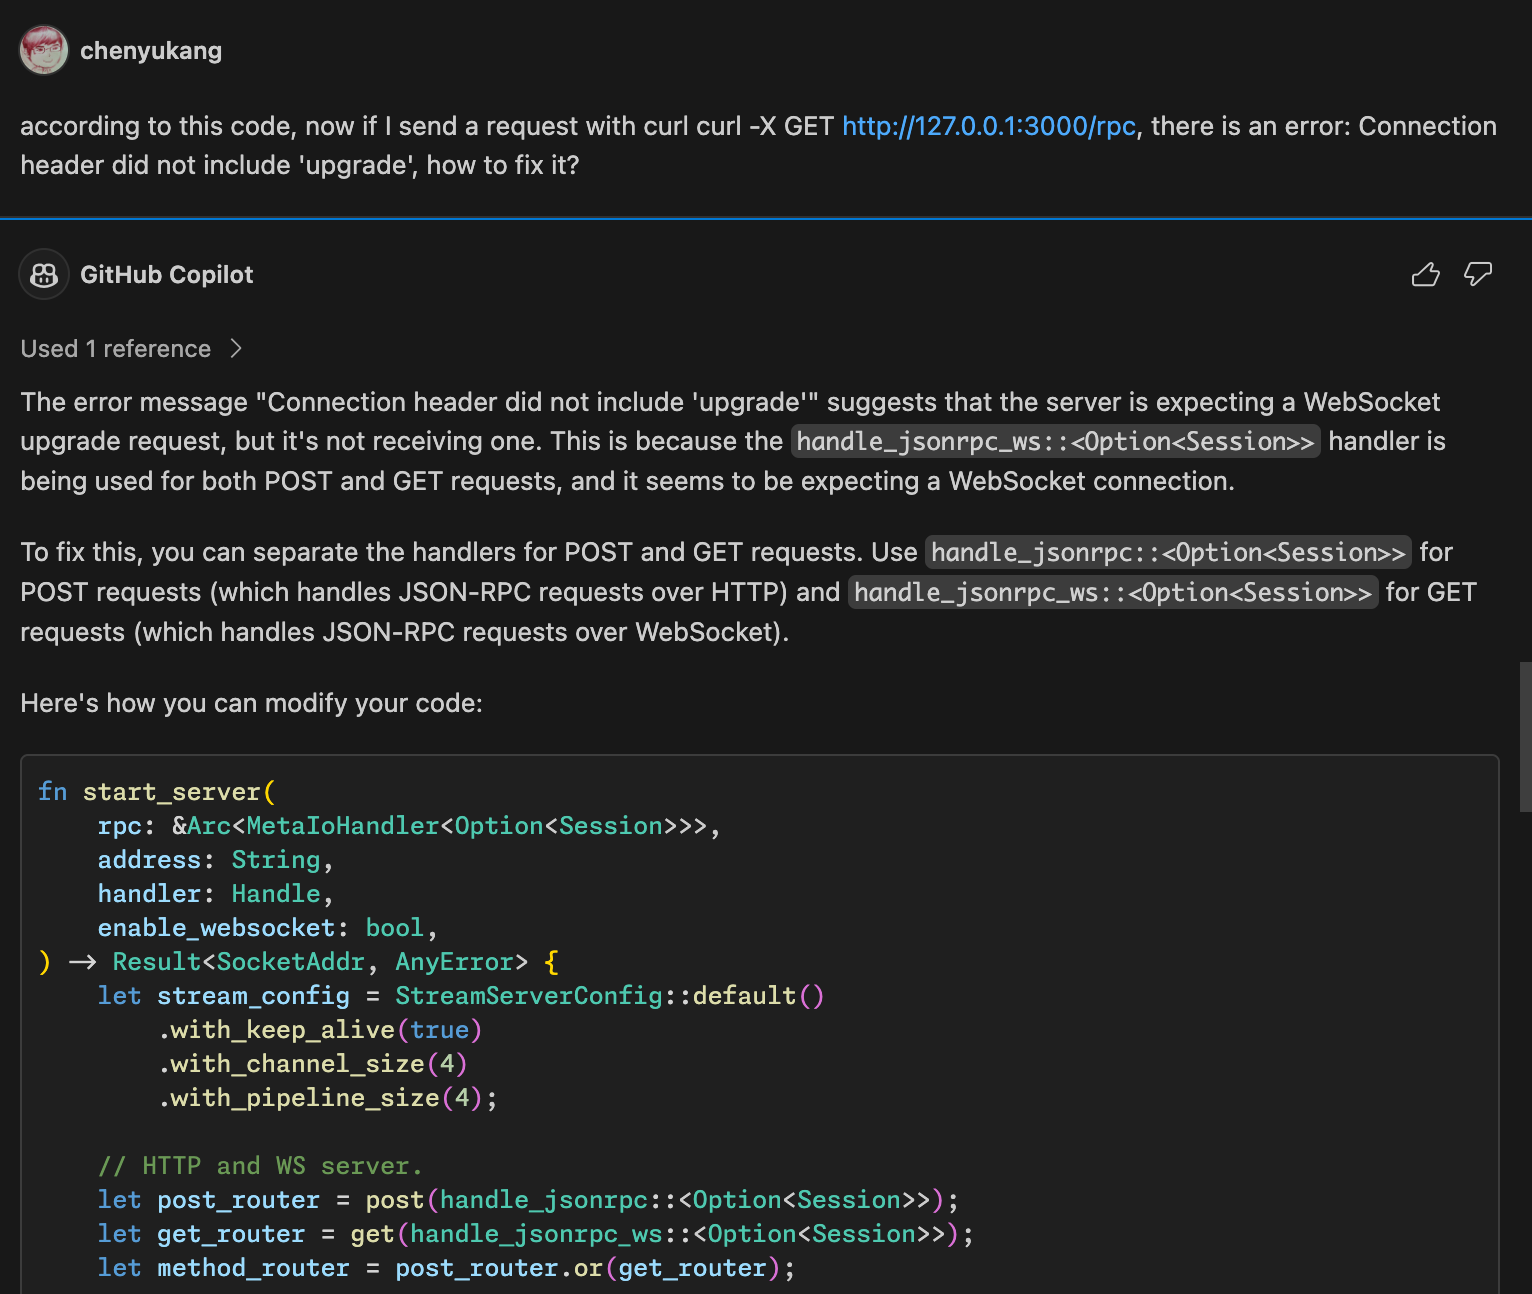 chenyukang
according to this code, now if I send a request with curl curl -X GET http://127.0.0.1:3000/rpc, there is an error: Connection
header did not include 'upgrade', how to fix it?
GitHub Copilot
Used 1 reference
The error message "Connection header did not include 'upgrade'" suggests that the server is expecting a WebSocket
upgrade request, but it's not receiving one. This is because the handle_jsonrpc_ws::<Option<Session>> handler is
being used for both POST and GET requests, and it seems to be expecting a WebSocket connection.
To fix this, you can separate the handlers for POST and GET requests. Use handle_jsonrpc::<Option<Session>> for
POST requests (which handles JSON-RPC requests over HTTP) and handle_jsonrpc_ws::<Option<Session>> for GET
requests (which handles JSON-RPC requests over WebSocket).
Here's how you can modify your code:
fn start_server(
    rpc: &Arc<MetaIoHandler<Option<Session>>>,
    address: String,
    handler: Handle,
    enable_websocket: bool,
) -> Result<SocketAddr, AnyError> {
    let stream_config = StreamServerConfig::default()
        .with_keep_alive(true)
        .with_channel_size(4)
        .with_pipeline_size(4);
    // HTTP and WS server.
    let post_router = post(handle_jsonrpc::<Option<Session>>);
    let get_router = get(handle_jsonrpc_ws::<Option<Session>>);
    let method_router = post_router.or(get_router);